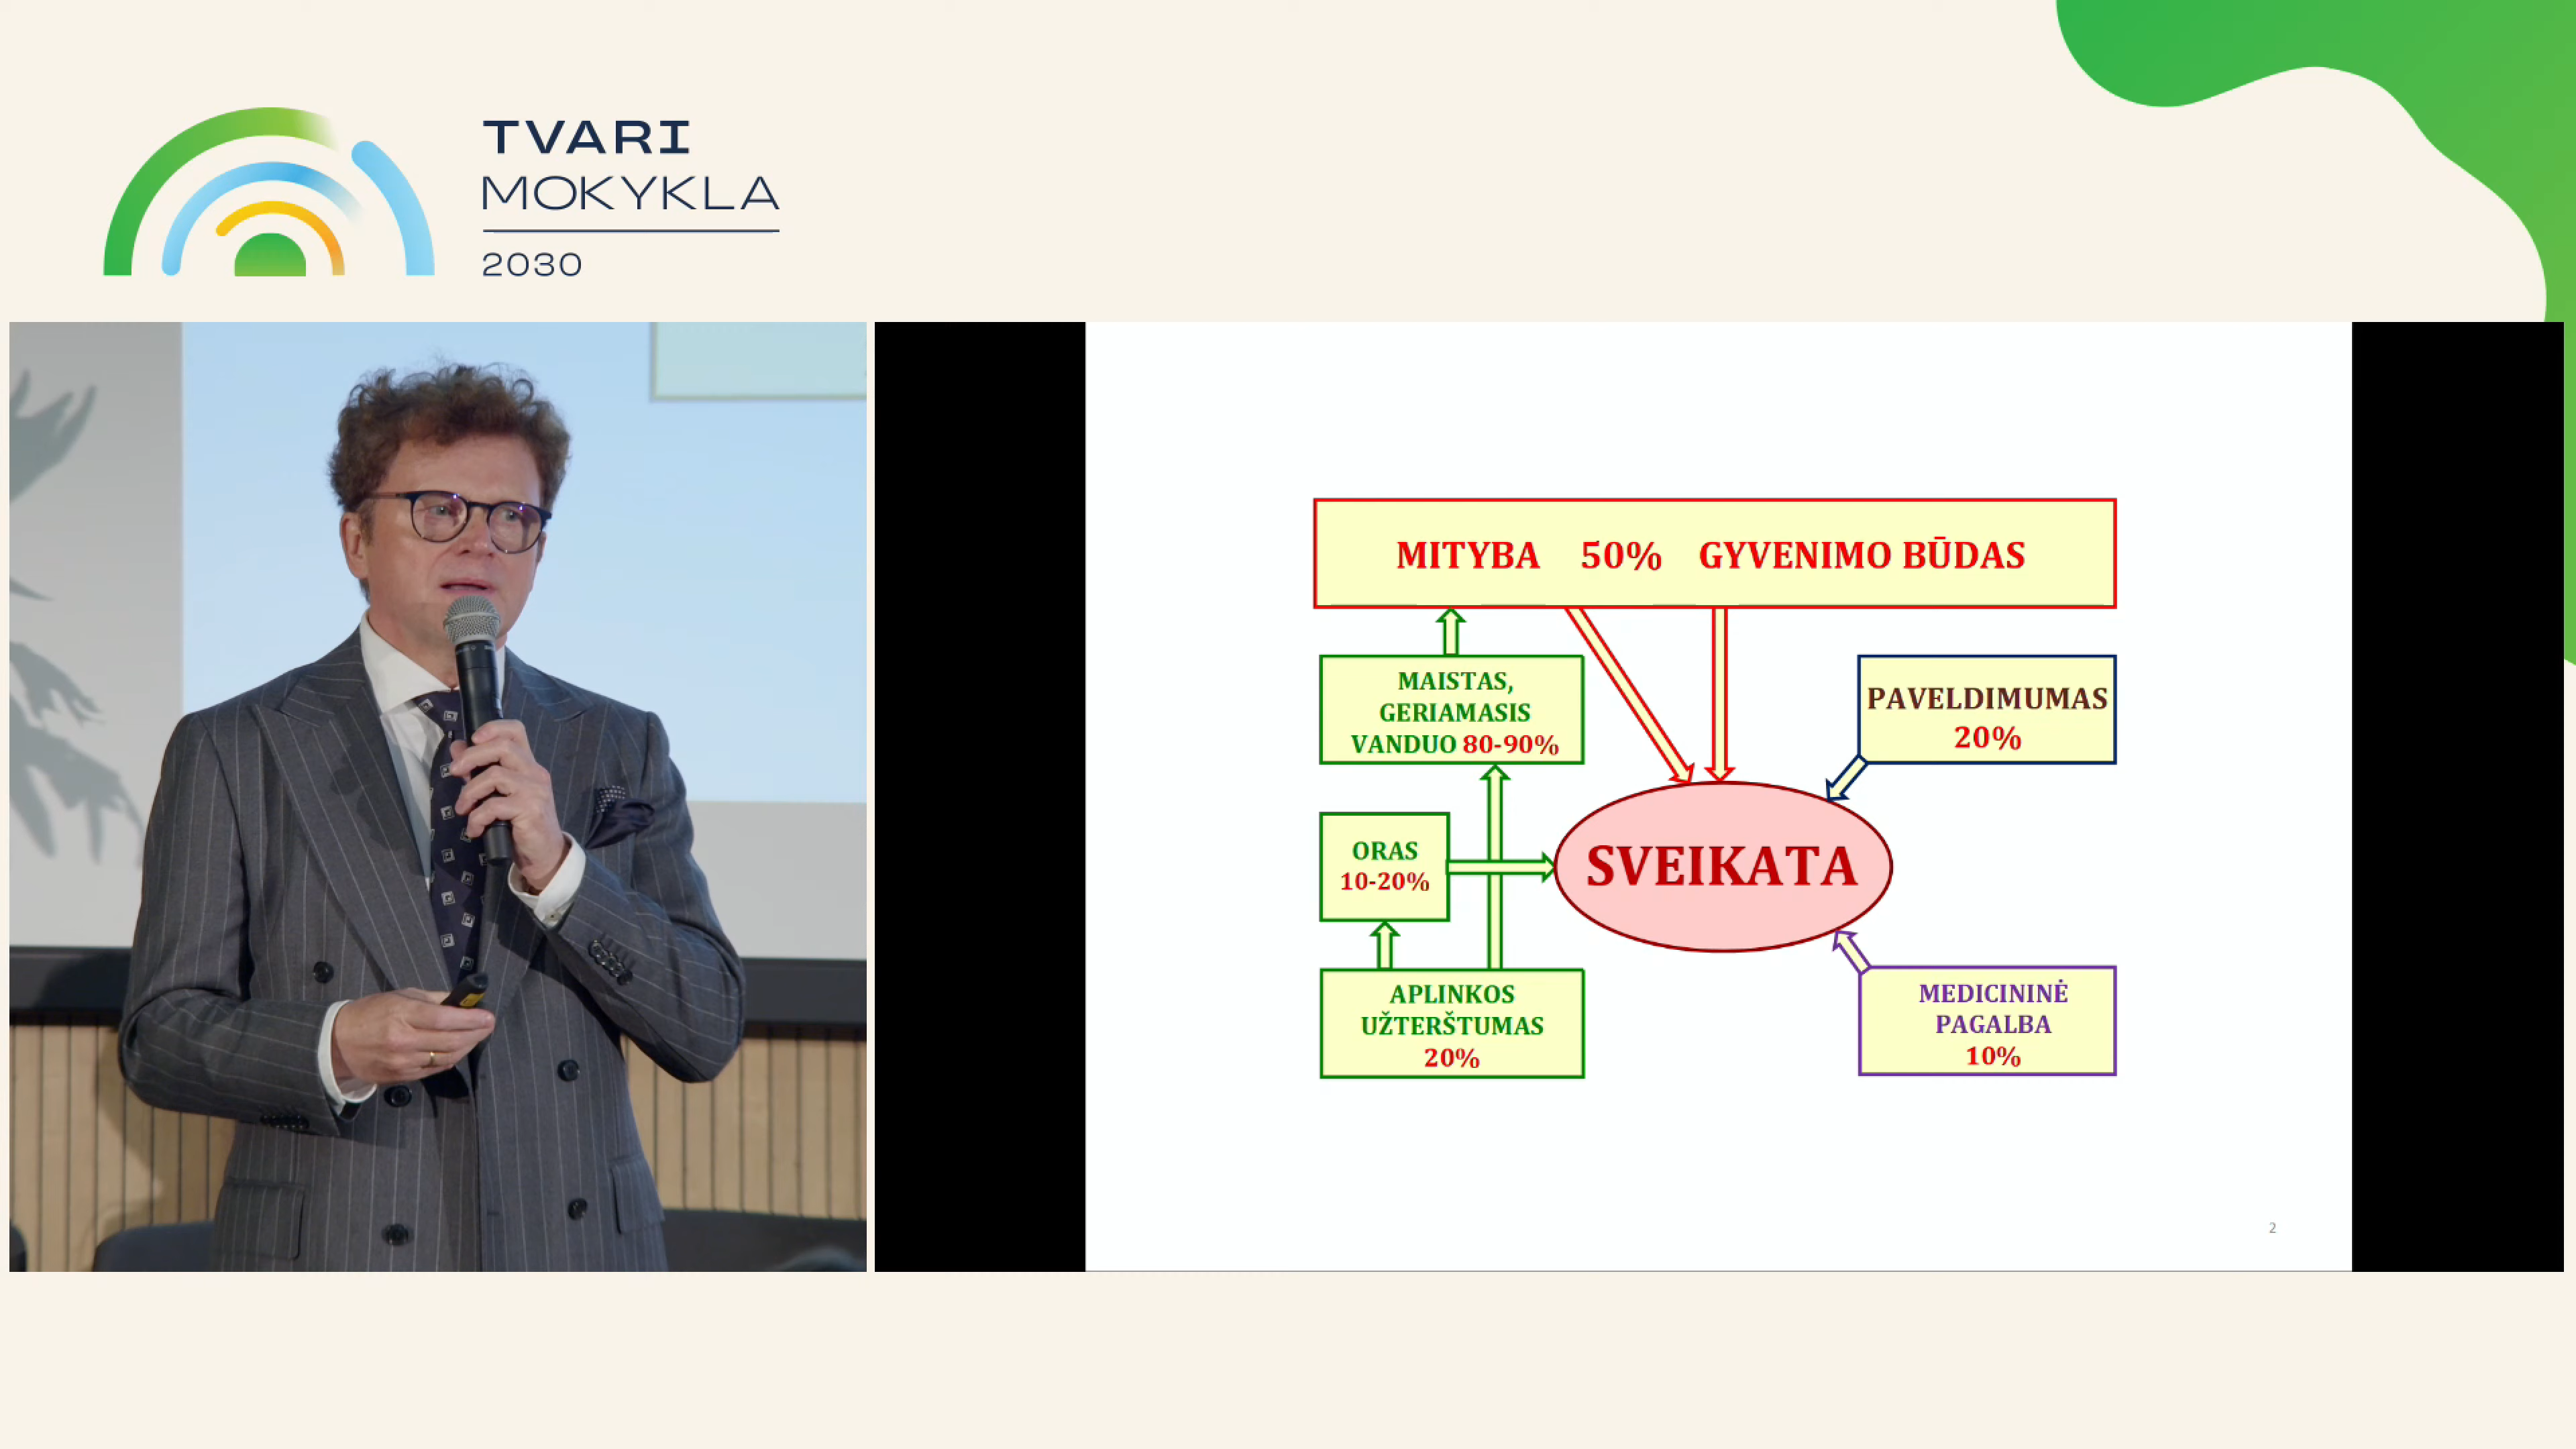 TVARI
MOKYKLA
2030
MITYBA 50% GYVENIMO BŪDAS
MAISTAS,
GERIAMASIS
VANDUO 80-90%
PAVELDIMUMAS
20%
ORAS
10-20%
SVEIKATA
APLINKOS
UŽTERŠTUMAS
20%
MEDICININĖ
PAGALBA
10%
2